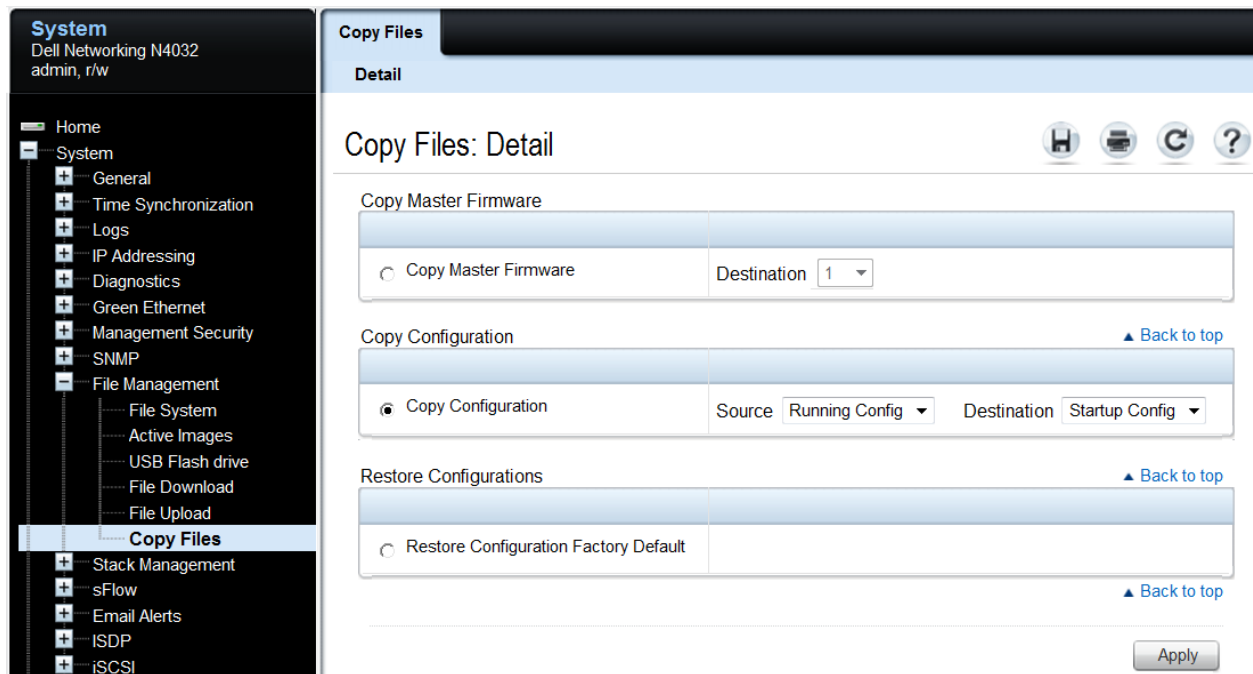 System
Dell Networking N4032
admin, r/w
Home
System
General
Time Synchronization
Logs
IP Addressing
Diagnostics
Green Ethernet
Management Security
SNMP
File Management
File System
Active Images
USB Flash drive
File Download
File Upload
Copy Files
Stack Management
sFlow
Email Alerts
ISDP
iSCSI
Copy Files
Detail
Copy Files: Detail
Copy Master Firmware
Copy Master Firmware Destination 1
Copy Configuration Back to top
Copy Configuration Source Running Config Destination Startup Config
Restore Configurations Back to top
Restore Configuration Factory Default
Back to top
Apply